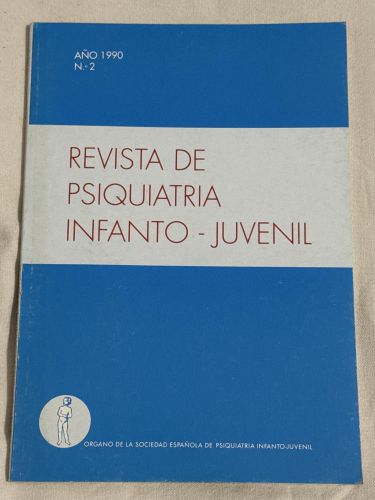 AÑO 1990
N.º 2
REVISTA DE
PSIQUIATRIA
INFANTO - JUVENIL
ORGANO DE LA SOCIEDAD ESPAÑOLA DE PSIQUIATRIA INFANTO-JUVENIL